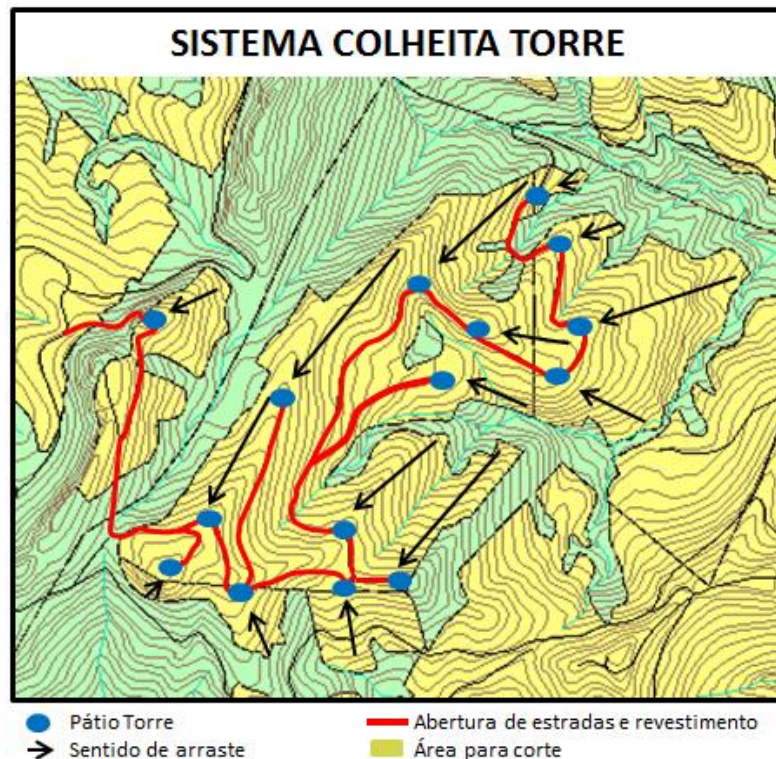 SISTEMA COLHEITA TORRE
Pátio Torre
Abertura de estradas e revestimento
Sentido de arraste
Área para corte